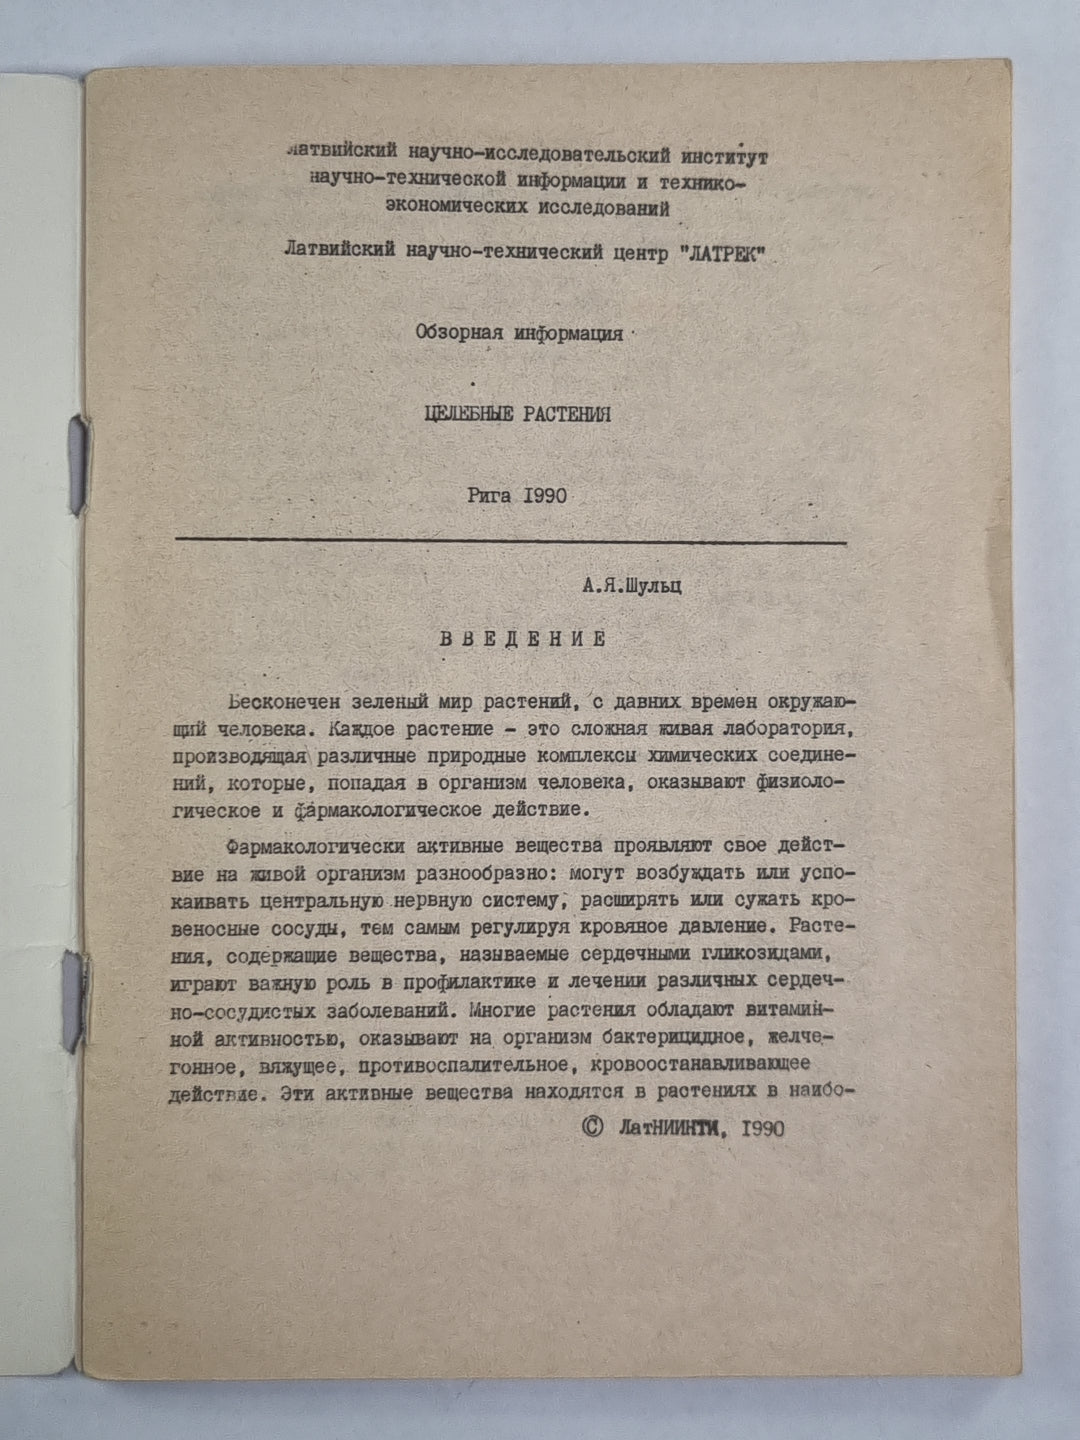 Латвийский научно-исследовательский институт
научно-технической информации и технико-
экономических исследований
Латвийский научно-технический центр "ЛАТРЕК"
Обзорная информация
ЦЕЛЕБНЫЕ РАСТЕНИЯ
Рига 1990
А.Я.Шульц
ВВЕДЕНИЕ
Бесконечен зеленый мир растений, с давних времен окружаю-
щий человека. Каждое растение - это сложная живая лаборатория,
производящая различные природные комплексы химических соедине-
ний, которые, попадая в организм человека, оказывают физиоло-
гическое и фармакологическое действие.
Фармакологически активные вещества проявляют свое дейст-
вие на живой организм разнообразно: могут возбуждать или успо-
каивать центральную нервную систему, расширять или сужать кро-
веносные сосуды, тем самым регулируя кровяное давление. Расте-
ния, содержащие вещества, называемые сердечными гликозидами,
играют важную роль в профилактике и лечении различных сердеч-
но-сосудистых заболеваний. Многие растения обладают витамин-
ной активностью, оказывают на организм бактерицидное, желче-
гонное, вяжущее, противоспалительное, кровоостанавливающее
действие. Эти активные вещества находятся в растениях в наибо-
© ЛатНИИНТИ, 1990